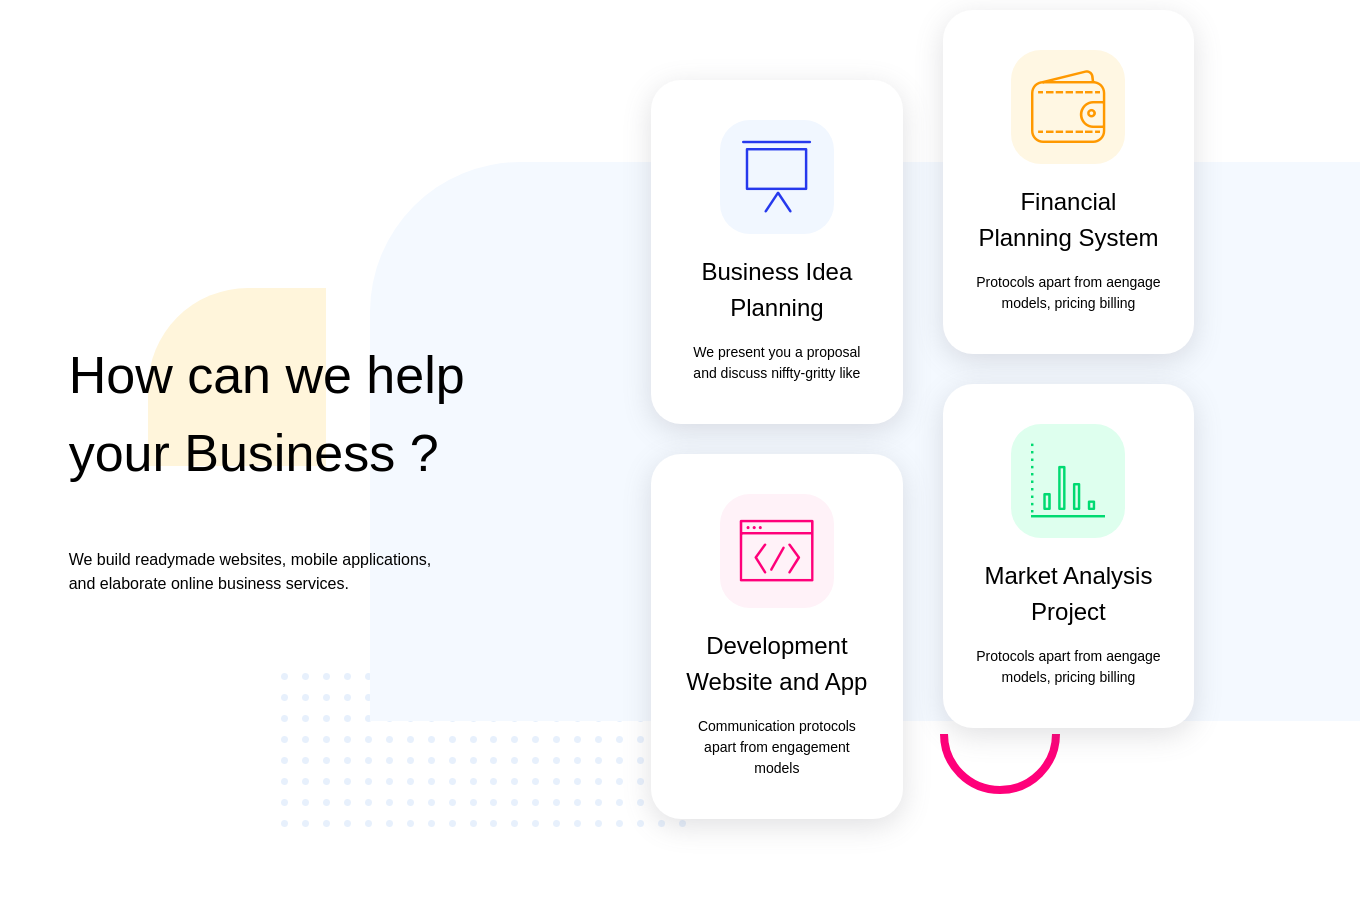 How can we help
your Business ?
We build readymade websites, mobile applications,
and elaborate online business services.
Business Idea
Planning
We present you a proposal
and discuss niffty-gritty like
Development
Website and App
Communication protocols
apart from engagement
models
Financial
Planning System
Protocols apart from aengage
models, pricing billing
Market Analysis
Project
Protocols apart from aengage
models, pricing billing